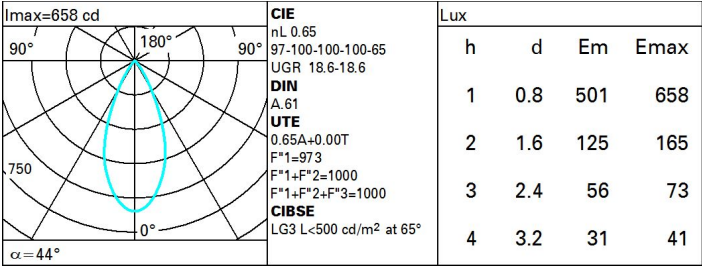 Imax=658 cd
90°
180°
90°
750
0°
α=44°
CIE
nL 0.65
97-100-100-100-65
UGR 18.6-18.6
DIN
A.61
UTE
0.65A+0.00T
F"1=973
F"1+F"2=1000
F"1+F"2+F"3=1000
CIBSE
LG3 L<500 cd/m² at 65°
Lux
h d Em Emax
1 0.8 501 658
2 1.6 125 165
3 2.4 56 73
4 3.2 31 41